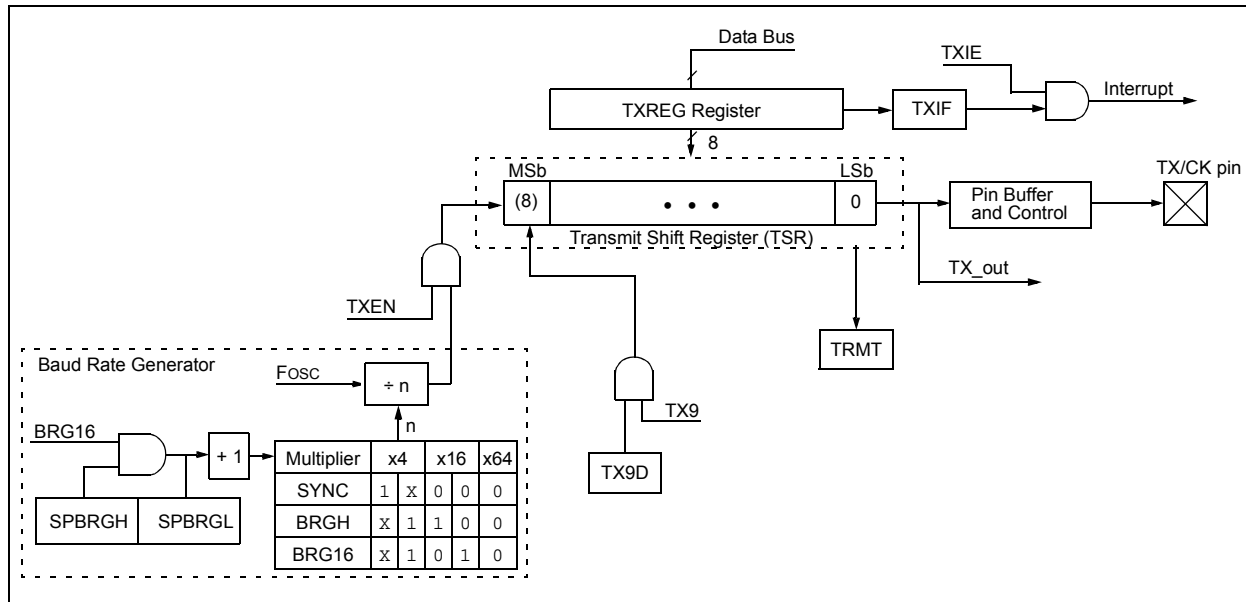 Data Bus
TXIE
Interrupt
TXREG Register
TXIF
8
MSb
LSb
TX/CK pin
(8)
• • •
0
Pin Buffer
and Control
Transmit Shift Register (TSR)
TX_out
TXEN
TRMT
Baud Rate Generator
FOSC
÷ n
TX9
n
BRG16
+ 1
Multiplier x4 x16 x64
SYNC 1 X 0 0 0
TX9D
SPBRGH SPBRGL
BRGH X 1 1 0 0
BRG16 X 1 0 1 0